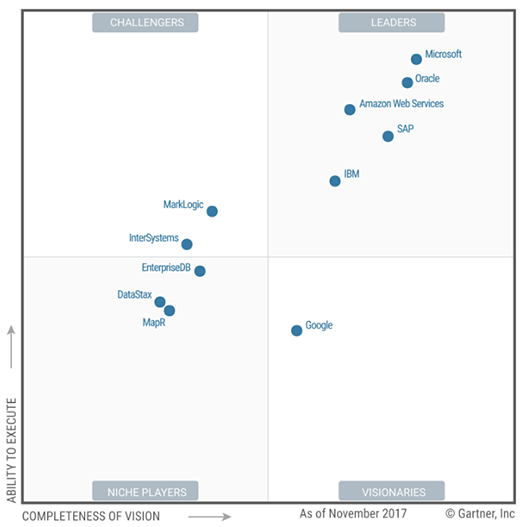 CHALLENGERS
LEADERS
Microsoft
Oracle
Amazon Web Services
SAP
IBM
MarkLogic
InterSystems
EnterpriseDB
DataStax
MapR
Google
ABILITY TO EXECUTE
NICHE PLAYERS
VISIONARIES
COMPLETENESS OF VISION
As of November 2017
© Gartner, Inc